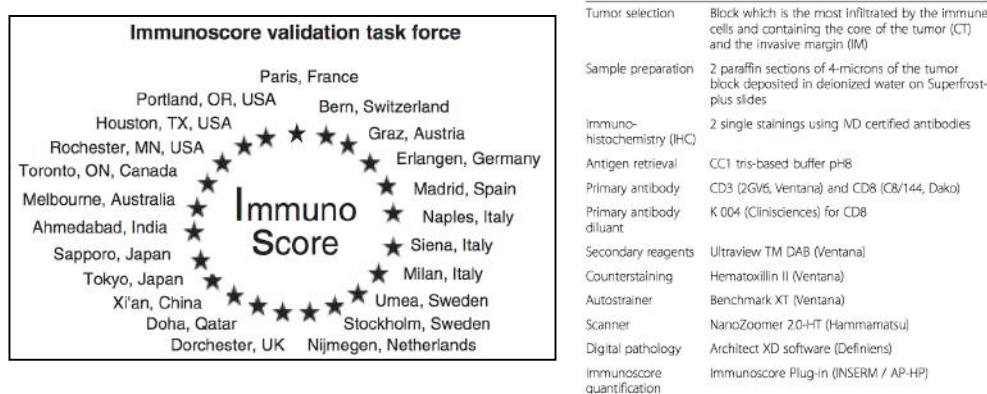 Immunoscore validation task force
Paris, France
Portland, OR, USA
Bern, Switzerland
Houston, TX, USA
Graz, Austria
Rochester, MN, USA
Erlangen, Germany
Toronto, ON, Canada
Madrid, Spain
Melbourne, Australia
Naples, Italy
Ahmedabad, India
Siena, Italy
Sapporo, Japan
Milan, Italy
Tokyo, Japan
Umea, Sweden
Xi'an, China
Stockholm, Sweden
Doha, Qatar
Nijmegen, Netherlands
Dorchester, UK
Immuno
Score
Tumor selection Block which is the most infiltrated by the immune
cells and containing the core of the tumor (CT)
and the invasive margin (IM)
Sample preparation 2 paraffin sections of 4-microns of the tumor
block deposited in deionized water on Superfrost-
plus slides
Immuno- 2 single stainings using IVD certified antibodies
histochemistry (IHC)
Antigen retrieval CC1 tris-based buffer pH8
Primary antibody CD3 (2GV6, Ventana) and CD8 (C8/144, Dako)
Primary antibody K 004 (Clinisciences) for CD8
diluant
Secondary reagents Ultraview TM DAB (Ventana)
Counterstaining Hematoxillin II (Ventana)
Autostrainer Benchmark XT (Ventana)
Scanner NanoZoomer 2.0-HT (Hammamatsu)
Digital pathology Architect XD software (Definiens)
Immunoscore Immunoscore Plug-in (INSERM / AP-HP)
quantification